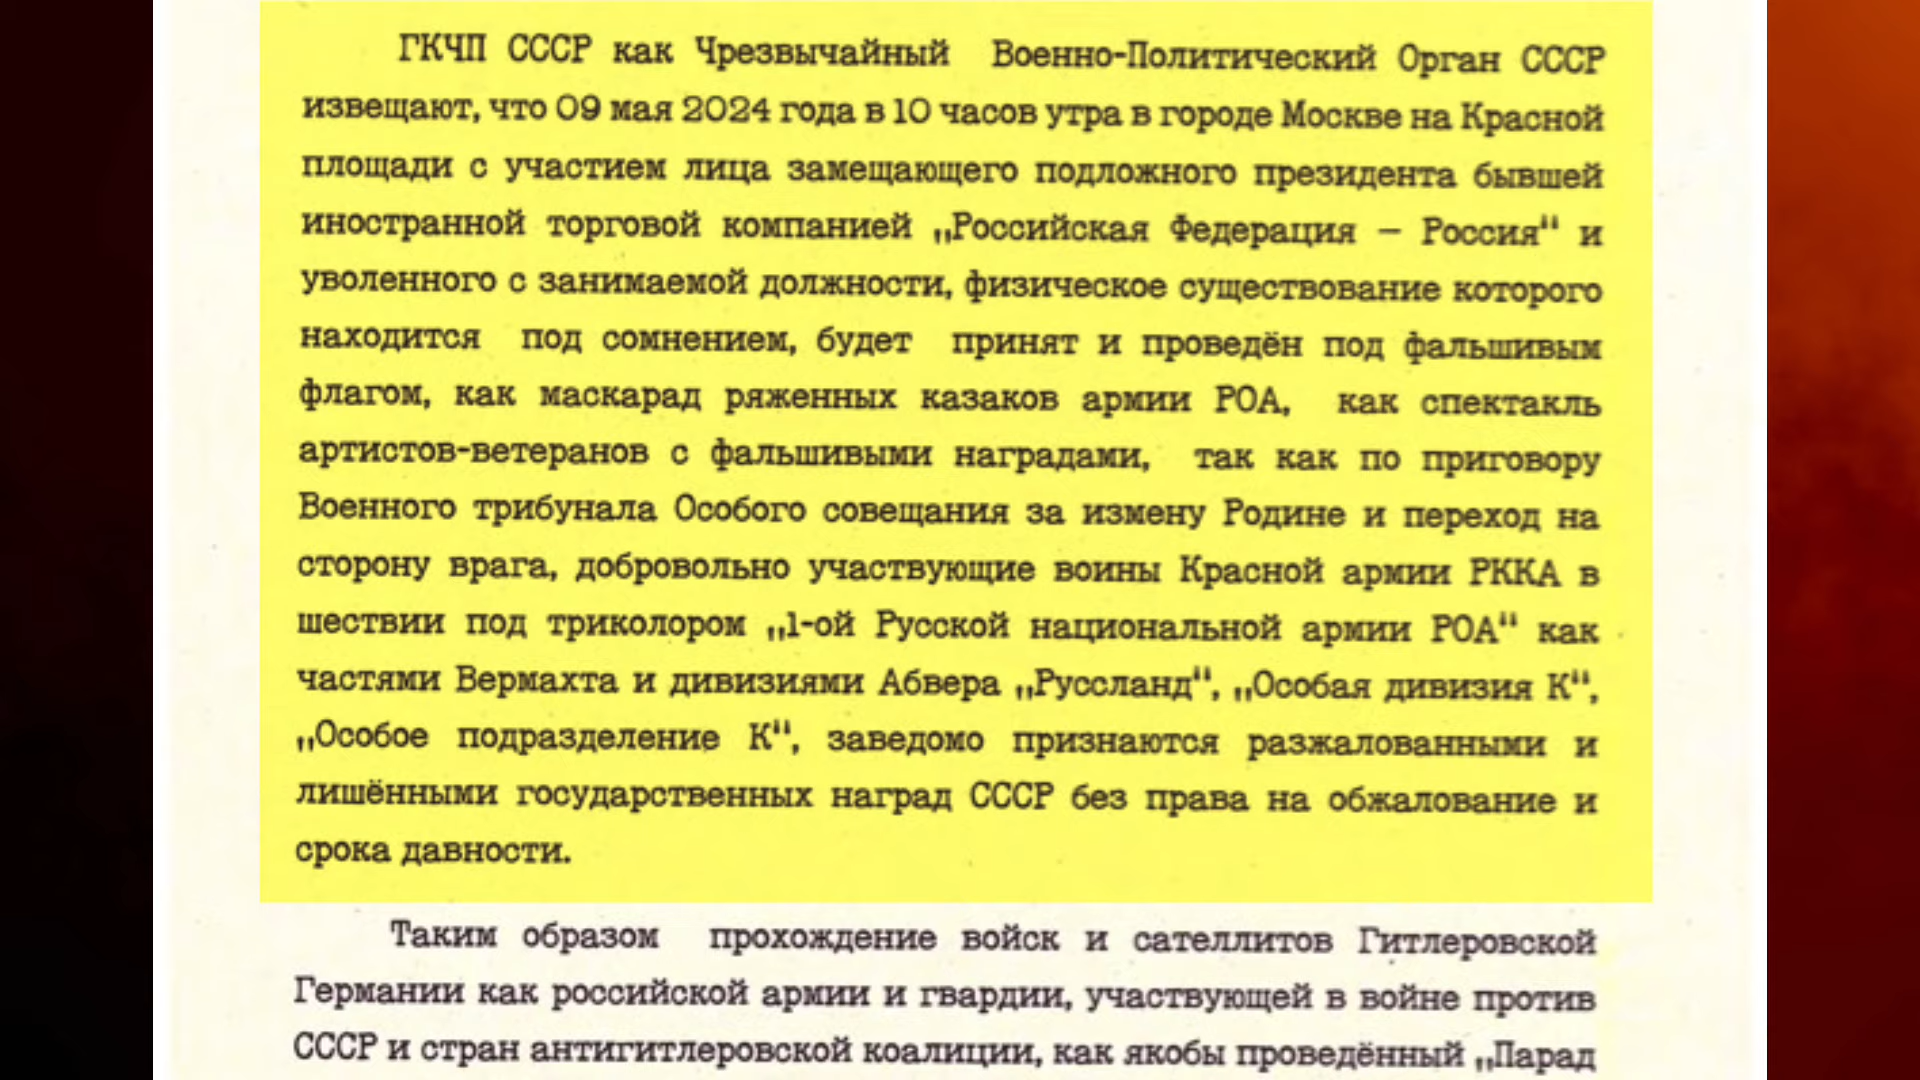 ГКЧП СССР как Чрезвычайный Военно-Политический Орган СССР
извещают, что 09 мая 2024 года в 10 часов утра в городе Москве на Красной
площади с участием лица замещающего подложного президента бывшей
иностранной торговой компанией „Российская Федерация – Россия“ и
уволенного с занимаемой должности, физическое существование которого
находится под сомнением, будет принят и проведён под фальшивым
флагом, как маскарад ряженных казаков армии РОА, как спектакль
артистов-ветеранов с фальшивыми наградами, так как по приговору
Военного трибунала Особого совещания за измену Родине и переход на
сторону врага, добровольно участвующие воины Красной армии РККА в
шествии под триколором „1-ой Русской национальной армии РОА“ как
частями Вермахта и дивизиями Абвера „Руссланд“, „Особая дивизия К“,
„Особое подразделение К“, заведомо признаются разжалованными и
лишёнными государственных наград СССР без права на обжалование и
срока давности.
Таким образом прохождение войск и сателлитов Гитлеровской
Германии как российской армии и гвардии, участвующей в войне против
СССР и стран антигитлеровской коалиции, как якобы проведённый „Парад